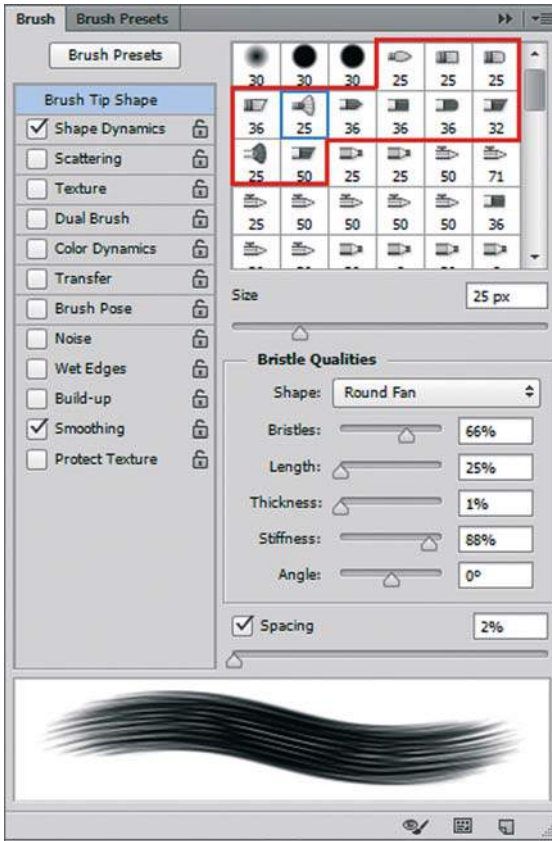 Brush Brush Presets
Brush Presets
Brush Tip Shape
Shape Dynamics
Scattering
Texture
Dual Brush
Color Dynamics
Transfer
Brush Pose
Noise
Wet Edges
Build-up
Smoothing
Protect Texture
30 30 30 25 25 25
36 25 36 36 36 32
25 50 25 25 50 71
25 50 50 50 50 36
Size 25 px
Bristle Qualities
Shape: Round Fan
Bristles: 66%
Length: 25%
Thickness: 1%
Stiffness: 88%
Angle: 0°
Spacing 2%